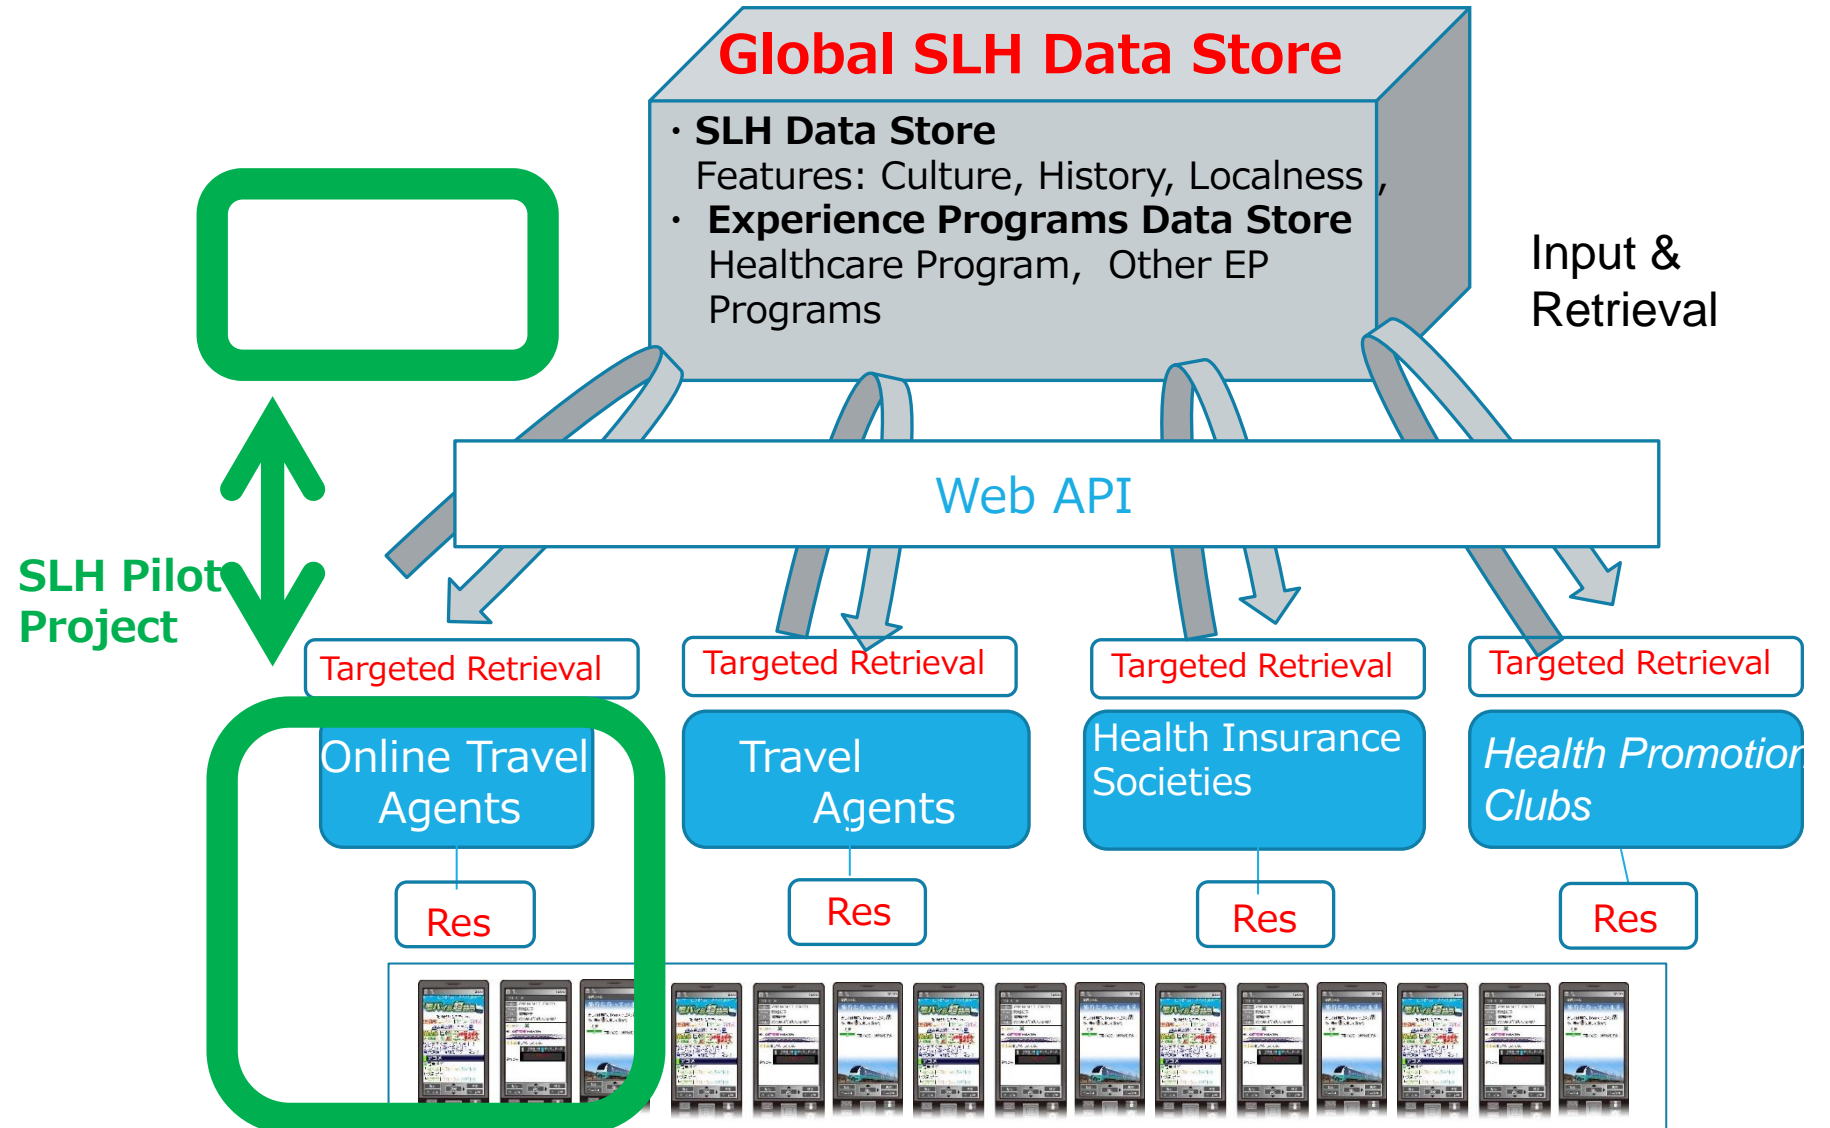 Global SLH Data Store
・SLH Data Store
Features: Culture, History, Localness ,
・ Experience Programs Data Store
Healthcare Program, Other EP
Programs
Input &
Retrieval
Web API
SLH Pilot
Project
Targeted Retrieval
Targeted Retrieval
Targeted Retrieval
Targeted Retrieval
Online Travel
Agents
Travel
Agents
Health Insurance
Societies
Health Promotion
Clubs
Res
Res
Res
Res